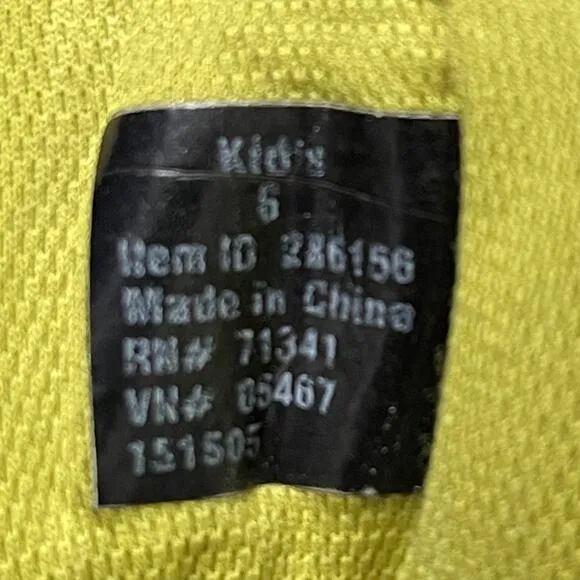 Kid's
6
Item ID 286156
Made in China
RN# 71341
VN# 05467
151505